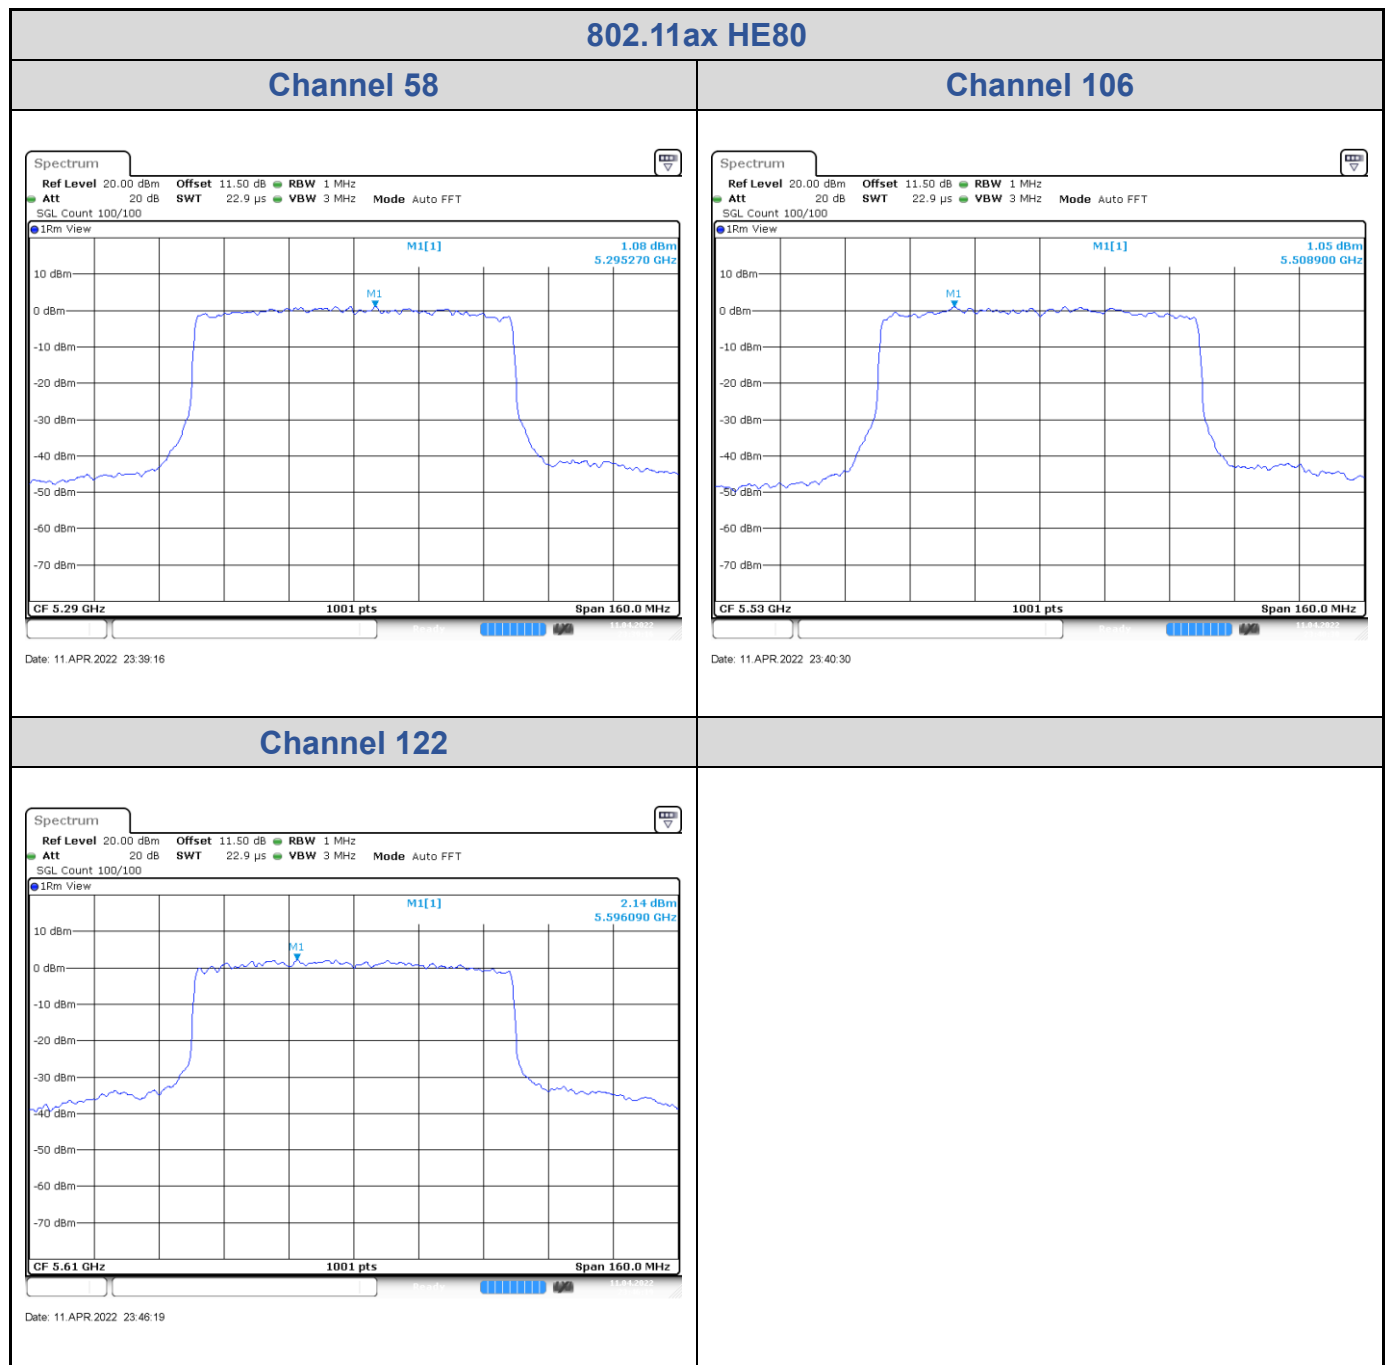 802.11ax HE80
Channel 58
Channel 106
Spectrum
Ref Level 20.00 dBm Offset 11.50 dB RBW 1 MHz
Att 20 dB SWT 22.9 µs VBW 3 MHz Mode Auto FFT
SGL Count 100/100
1Rm View
M1[1] 1.08 dBm
5.295270 GHz
M1
10 dBm
0 dBm
-10 dBm
-20 dBm
-30 dBm
-40 dBm
-50 dBm
-60 dBm
-70 dBm
CF 5.29 GHz 1001 pts Span 160.0 MHz
11.04.2022
Date: 11.APR.2022 23:39:16
Spectrum
Ref Level 20.00 dBm Offset 11.50 dB RBW 1 MHz
Att 20 dB SWT 22.9 µs VBW 3 MHz Mode Auto FFT
SGL Count 100/100
1Rm View
M1[1] 1.05 dBm
5.508900 GHz
M1
10 dBm
0 dBm
-10 dBm
-20 dBm
-30 dBm
-40 dBm
-50 dBm
-60 dBm
-70 dBm
CF 5.53 GHz 1001 pts Span 160.0 MHz
11.04.2022
Date: 11.APR.2022 23:40:30
Channel 122
Spectrum
Ref Level 20.00 dBm Offset 11.50 dB RBW 1 MHz
Att 20 dB SWT 22.9 µs VBW 3 MHz Mode Auto FFT
SGL Count 100/100
1Rm View
M1[1] 2.14 dBm
5.596090 GHz
M1
10 dBm
0 dBm
-10 dBm
-20 dBm
-30 dBm
-40 dBm
-50 dBm
-60 dBm
-70 dBm
CF 5.61 GHz 1001 pts Span 160.0 MHz
11.04.2022
Date: 11.APR.2022 23:46:19